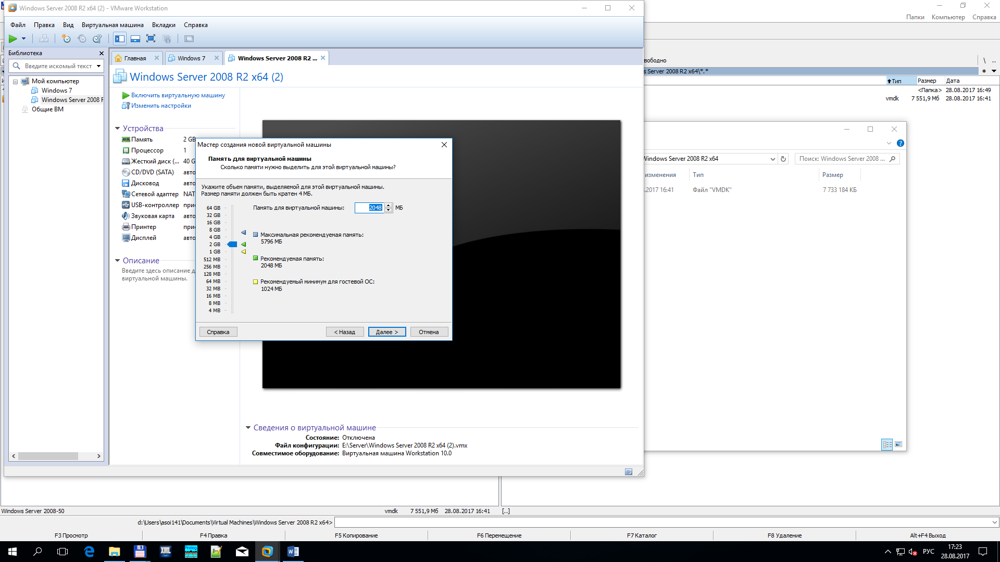 Windows Server 2008 R2 x64 (2) - VMware Workstation
Файл Правка Вид Виртуальная машина Вкладки Справка
Папки Компьютер Справка
Библиотека
Введите искомый текст
Мой компьютер
Windows 7
Windows Server 2008 R
Общие ВМ
Главная
Windows 7
Windows Server 2008 R2 ...
Windows Server 2008 R2 x64 (2)
Включить виртуальную машину
Изменить настройки
Устройства
Память 2 GB
Процессор 1
Жесткий диск (... 40 G
CD/DVD (SATA) авто
Дисковод авто
Сетевой адаптер NAT
USB-контроллер при
Звуковая карта авто
Принтер при
Дисплей авто
Описание
Введите здесь описание д
виртуальной машины.
Мастер создания новой виртуальной машины
Память для виртуальной машины
Сколько памяти нужно выделить для этой виртуальной машины?
Укажите объем памяти, выделяемой для этой виртуальной машины.
Размер памяти должен быть кратен 4 МБ.
Память для виртуальной машины: 2048 МБ
64 GB
32 GB
16 GB
8 GB
4 GB
2 GB
1 GB
512 MB
256 MB
128 MB
64 MB
32 MB
16 MB
8 MB
4 MB
Максимальная рекомендуемая память:
5796 МБ
Рекомендуемая память:
2048 МБ
Рекомендуемый минимум для гостевой ОС:
1024 МБ
Справка < Назад Далее > Отмена
Сведения о виртуальной машине
Состояние: Отключена
Файл конфигурации: E:\Server\Windows Server 2008 R2 x64 (2).vmx
Совместимое оборудование: Виртуальная машина Workstation 10.0
вободно \ ..
s Server 2008 R2 x64\*.* *
Тип Размер Дата
<Папка> 28.08.2017 16:49
vmdk 7 551,9 Мб 28.08.2017 16:41
Windows Server 2008 R2 x64
Поиск: Windows Server 2008 ...
изменения Тип Размер
.2017 16:41 Файл "VMDK" 7 733 184 КБ
Windows Server 2008-50 vmdk 7 551,9 Мб 28.08.2017 16:41 [..]
d:\Users\asoi141\Documents\Virtual Machines\Windows Server 2008 R2 x64>
F3 Просмотр F4 Правка F5 Копирование F6 Перемещение F7 Каталог F8 Удаление Alt+F4 Выход
XML
Prolog
РУС
17:23
28.08.2017